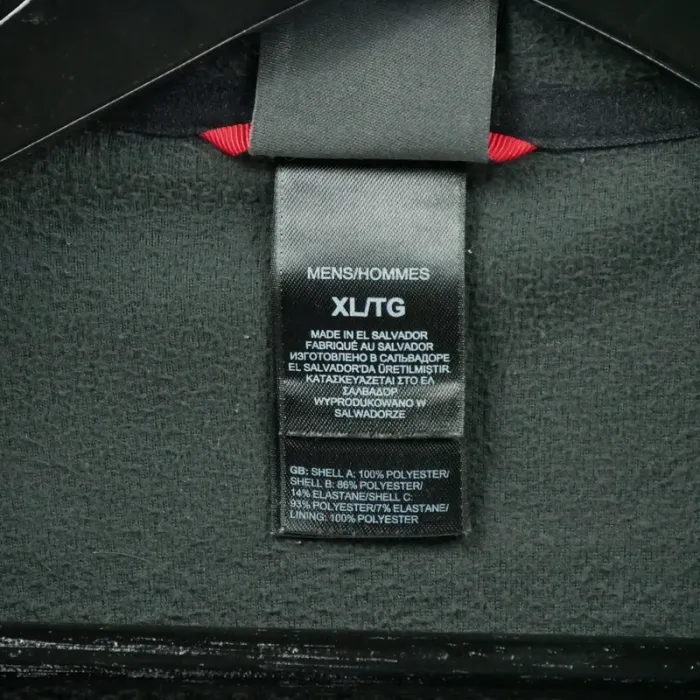 MENS/HOMMES
XL/TG
MADE IN EL SALVADOR
FABRIQUÉ AU SALVADOR
ИЗГОТОВЛЕНО В САЛЬВАДОРЕ
EL SALVADOR'DA ÜRETILMIŞTIR
ΚΑΤΑΣΚΕΥΑΖΕΤΑΙ ΣΤΟ ΕΛ
ΣΑΛΒΑΔΟΡ
WYPRODUKOWANO W
SALWADORZE
GB: SHELL A: 100% POLYESTER/
SHELL B: 86% POLYESTER/
14% ELASTANE/SHELL C:
93% POLYESTER/7% ELASTANE/
LINING: 100% POLYESTER